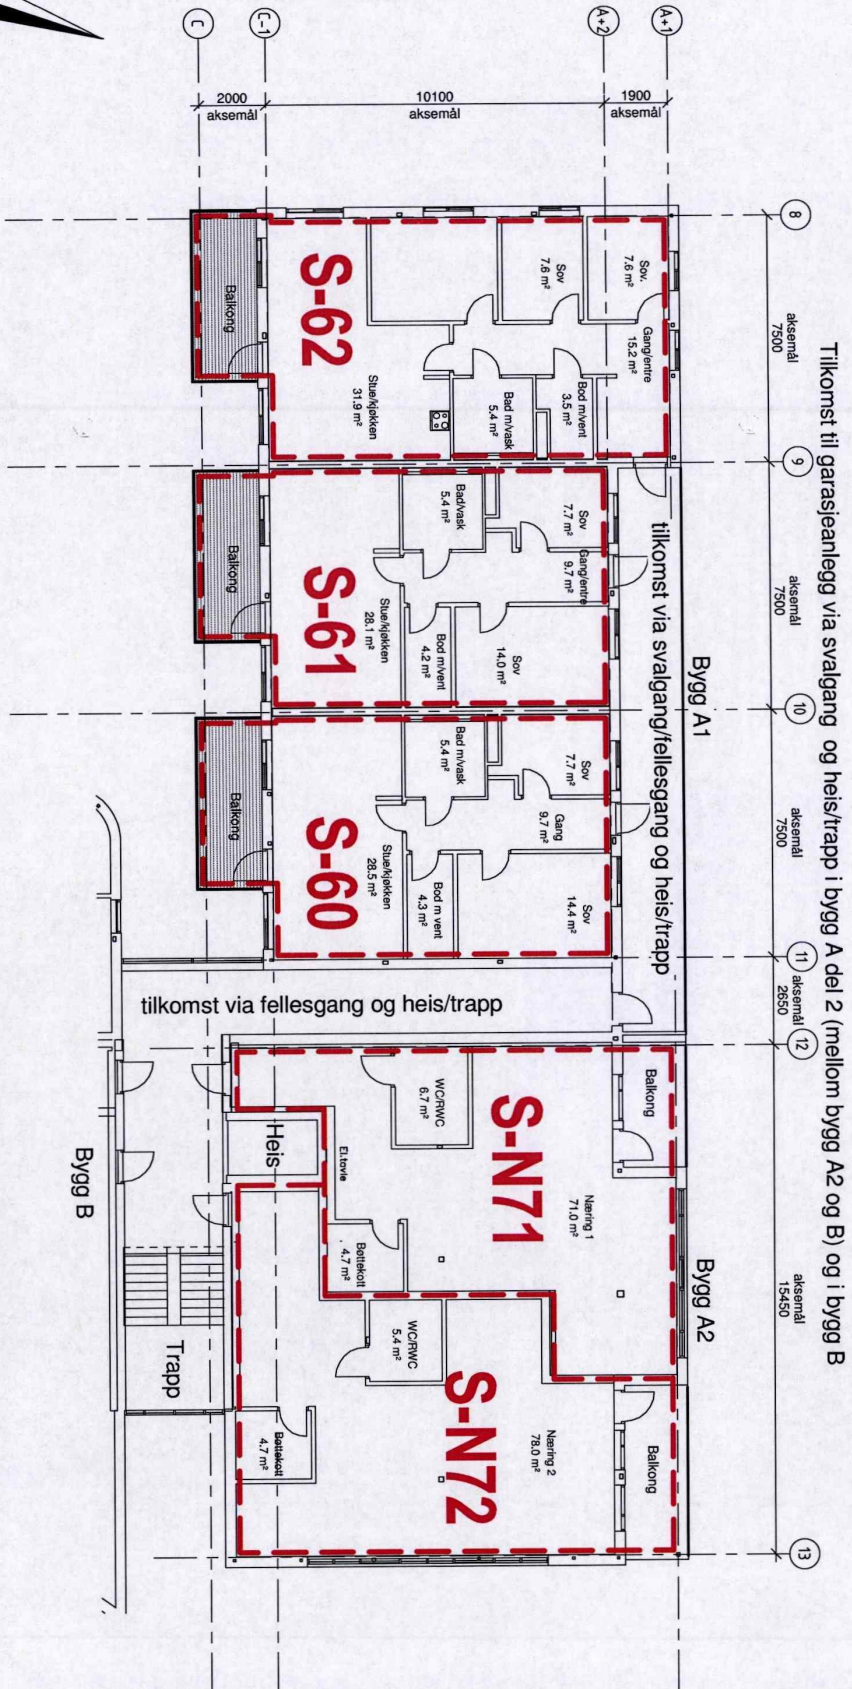 Tilkomst til garasjeanlegg via svalgang og heis/trapp i bygg A del 2 (mellom bygg A2 og B) og i bygg B
8
aksemål
7500
9
aksemål
7500
10
aksemål
7500
11
aksemål
2650
12
aksemål
15450
13
A+1
1900
aksemål
A+2
10100
aksemål
C-1
2000
aksemål
C
Bygg A1
Bygg A2
tilkomst via svalgang/fellesgang og heis/trapp
Sov.
7.6 m²
Sov
7.6 m²
Gang/entre
15.2 m²
Bod m/vent
3.5 m²
Bad m/vask
5.4 m²
Stue/kjøkken
31.9 m²
S-62
Balkong
Sov
7.7 m²
Gang/entre
9.7 m²
Sov
14.0 m²
Bad/vask
5.4 m²
Bod m/vent
4.2 m²
Stue/kjøkken
28.1 m²
S-61
Balkong
Sov
7.7 m²
Gang
9.7 m²
Sov
14.4 m²
Bad m/vask
5.4 m²
Bod m vent
4.3 m²
Stue/kjøkken
28.5 m²
S-60
Balkong
tilkomst via fellesgang og heis/trapp
Balkong
Næring 1
71.0 m²
S-N71
WC/RWC
6.7 m²
El.tavle
Bøttekott
4.7 m²
Heis
Balkong
Næring 2
78.0 m²
S-N72
WC/RWC
5.4 m²
Bøttekott
4.7 m²
Trapp
Bygg B